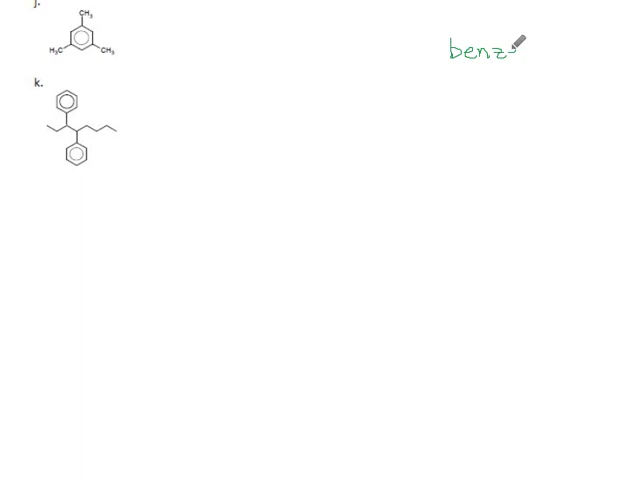 j.
CH₃
H₃C
CH₃
benz
k.